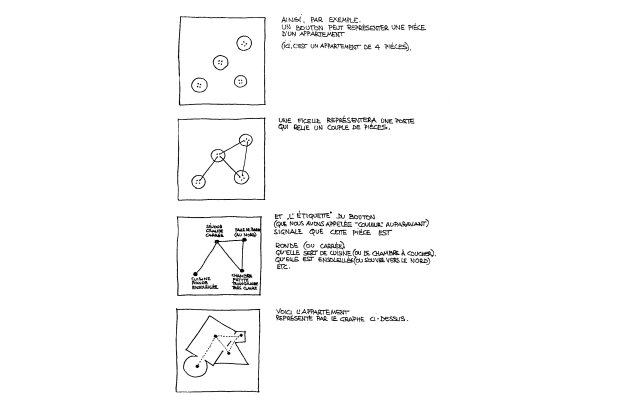 AINSI, PAR EXEMPLE.
UN BOUTON PEUT REPRÉSENTER UNE PIÈCE
D'UN APPARTEMENT
(ICI, C'EST UN APPARTEMENT DE 4 PIÈCES).
UNE FICELLE REPRÉSENTERA UNE PORTE
QUI RELIE UN COUPLE DE PIÈCES.
ET L'"ÉTIQUETTE" DU BOUTON
(QUE NOUS AVONS APPELÉE "COULEUR" AUPARAVANT)
SIGNALE QUE CETTE PIÈCE EST
RONDE (OU CARRÉE)
QU'ELLE SERT DE CUISINE (OU DE CHAMBRE À COUCHER).
QU'ELLE EST ENSOLEILLÉE (OU S'OUVRE VERS LE NORD)
ETC.
SÉJOUR
CARRÉE
SALLE DE BAIN
(AU NORD)
CUISINE
RONDE
ENSOLEILLÉE
CHAMBRE
PETITE
TRIANGULAIRE
TRÈS CLAIRE
VOICI L'APPARTEMENT
REPRÉSENTÉ PAR LE GRAPHE CI-DESSUS.